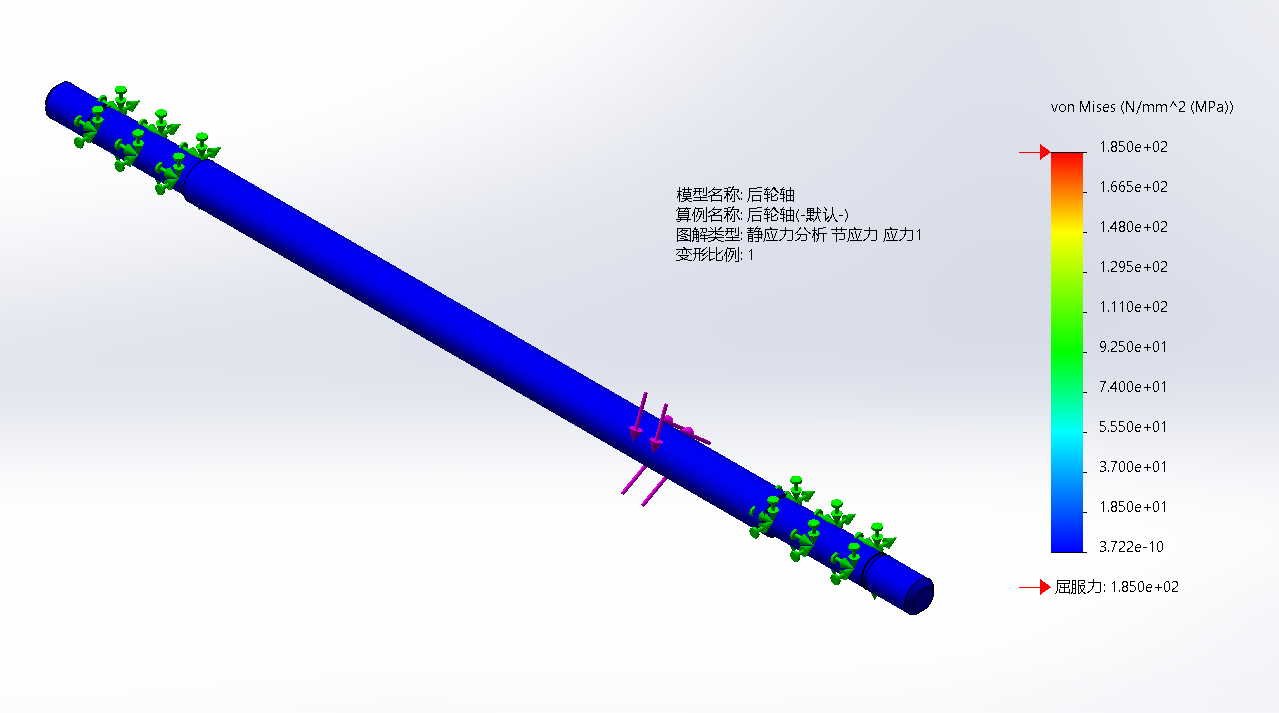 von Mises (N/mm^2 (MPa))
模型名称: 后轮轴
算例名称: 后轮轴(-默认-)
图解类型: 静应力分析 节应力 应力1
变形比例: 1
1.850e+02
1.665e+02
1.480e+02
1.295e+02
1.110e+02
9.250e+01
7.400e+01
5.550e+01
3.700e+01
1.850e+01
3.722e-10
屈服力: 1.850e+02